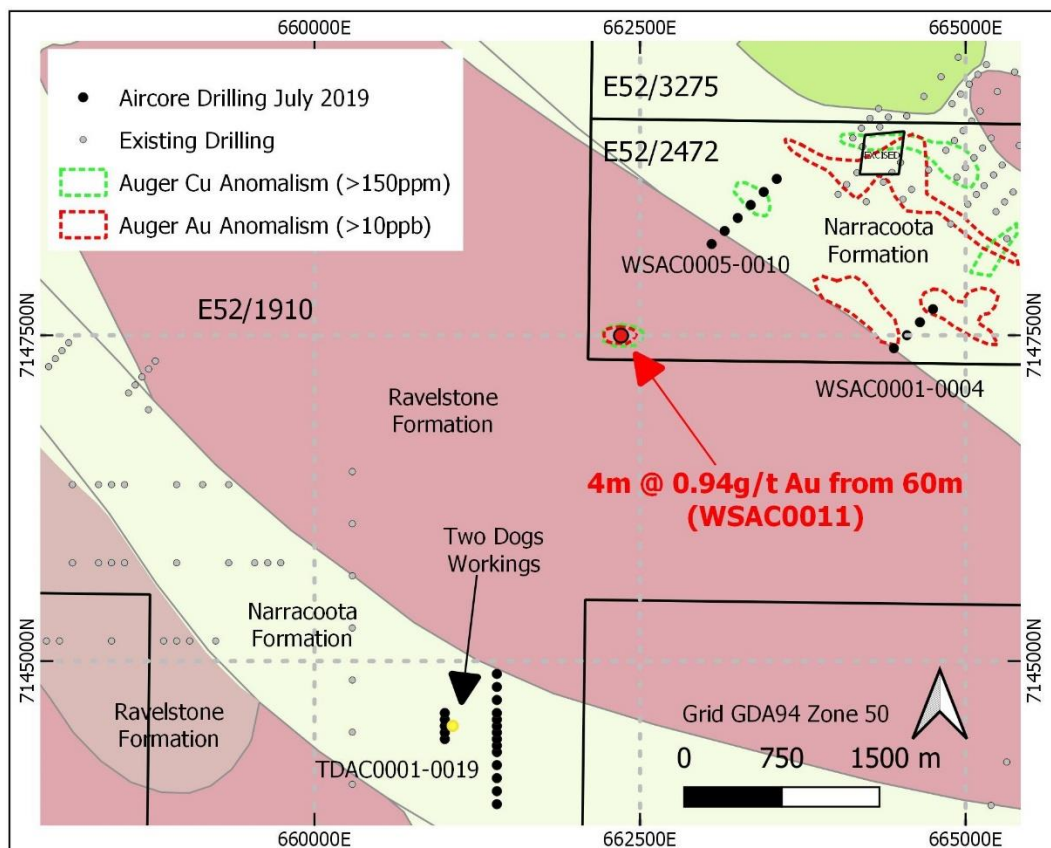 660000E
662500E
665000E
Aircore Drilling July 2019
Existing Drilling
Auger Cu Anomalism (>150ppm)
Auger Au Anomalism (>10ppb)
E52/3275
E52/2472
EXCISED
Narracoota
Formation
WSAC0005-0010
E52/1910
7147500N
7147500N
WSAC0001-0004
Ravelstone
Formation
4m @ 0.94g/t Au from 60m
(WSAC0011)
Two Dogs
Workings
Narracoota
Formation
7145000N
7145000N
Ravelstone
Formation
TDAC0001-0019
Grid GDA94 Zone 50
0 750 1500 m
660000E
662500E
665000E